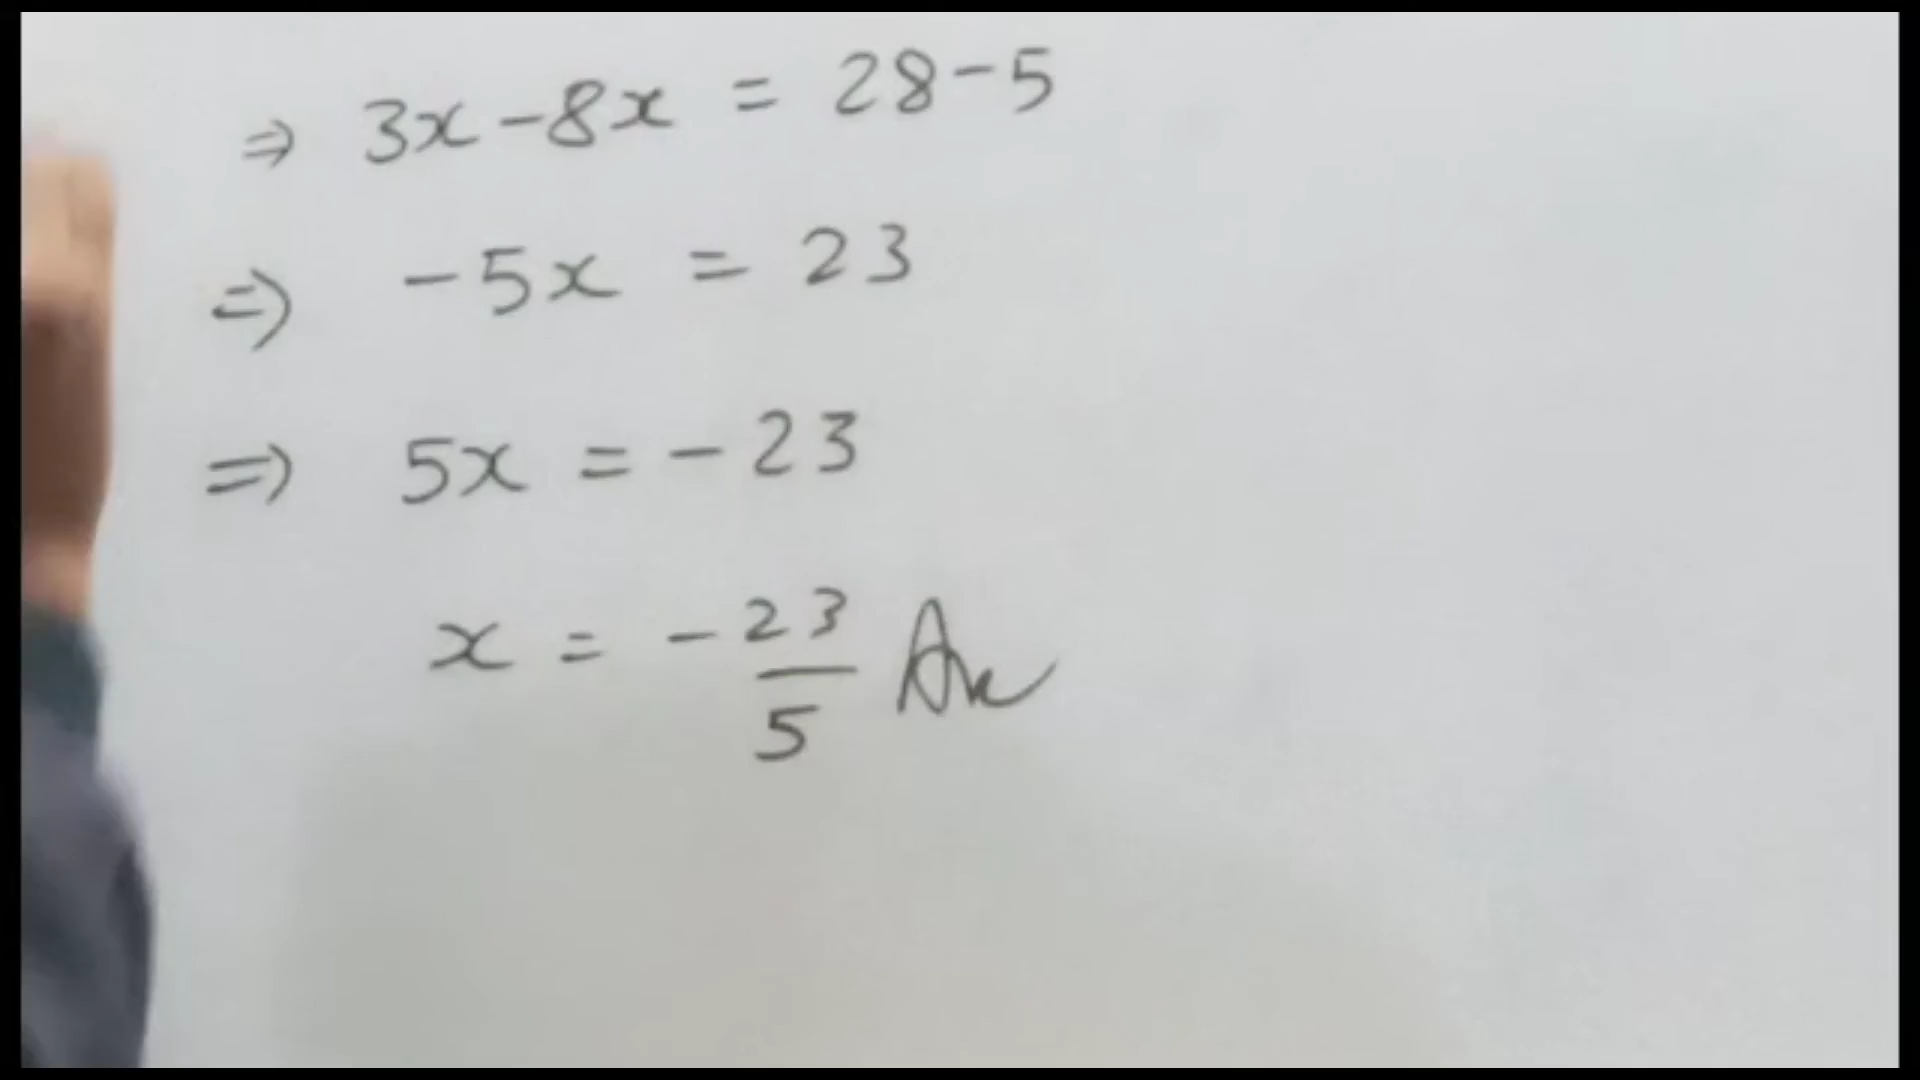 ⇒ 3x - 8x = 28 - 5
⇒ -5x = 23
⇒ 5x = -23
x = -23/5 Ans